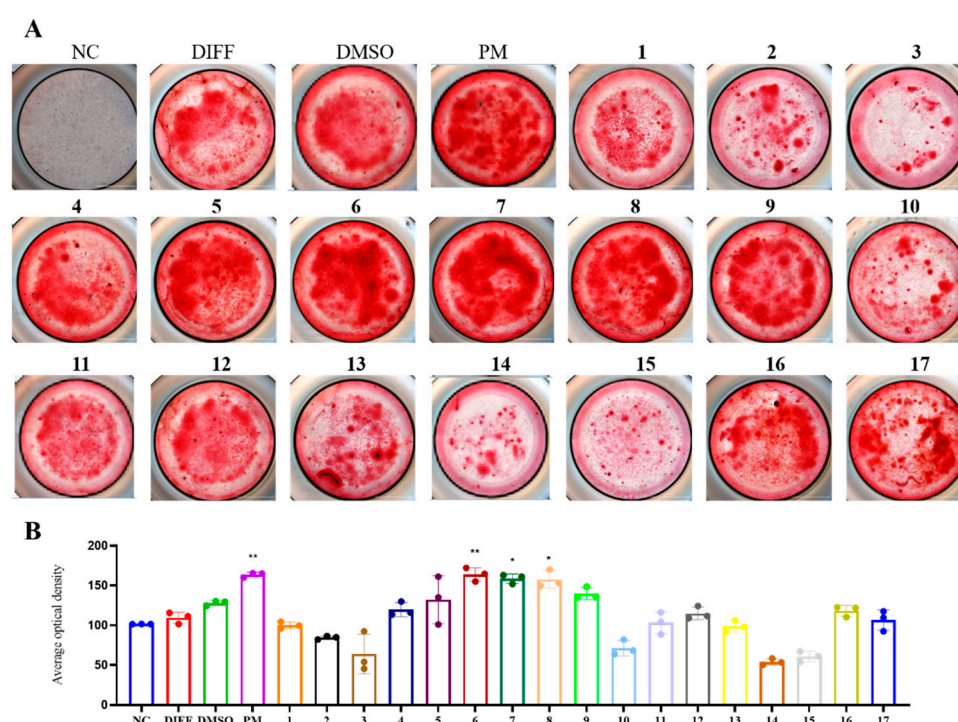 A
NC DIFF DMSO PM 1 2 3
4 5 6 7 8 9 10
11 12 13 14 15 16 17
B
Average optical density
200
150
100
50
0
** ** * *
NC DIFF DMSO PM 1 2 3 4 5 6 7 8 9 10 11 12 13 14 15 16 17